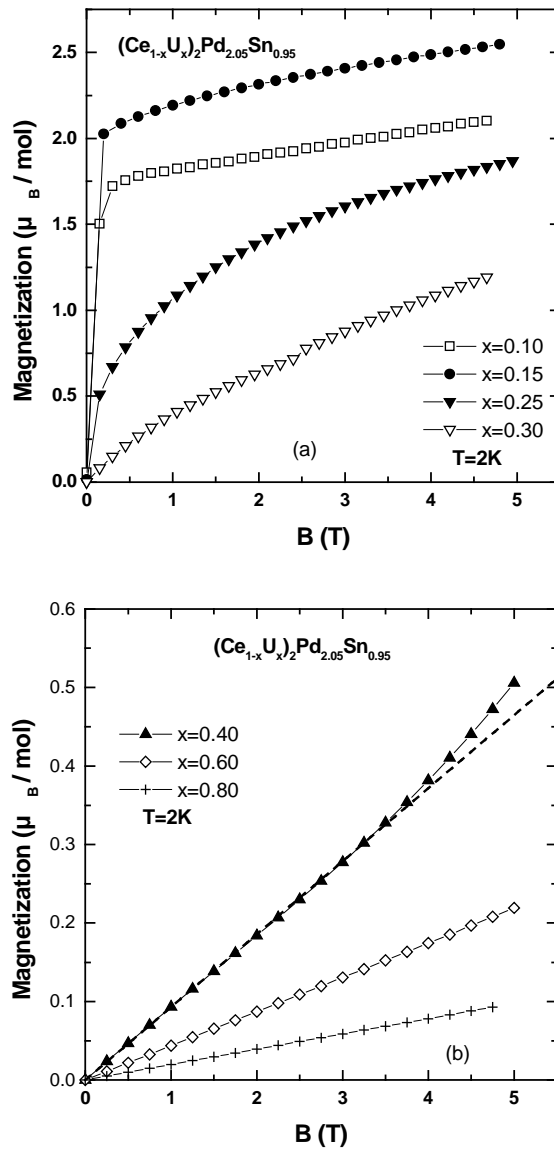 (Ce1-xUx)2Pd2.05Sn0.95
2.5
2.0
1.5
1.0
0.5
0.0
Magnetization (μ B / mol)
x=0.10
x=0.15
x=0.25
x=0.30
T=2K
(a)
0 1 2 3 4 5
B (T)
(Ce1-xUx)2Pd2.05Sn0.95
0.6
0.5
0.4
0.3
0.2
0.1
0.0
Magnetization (μ B / mol)
x=0.40
x=0.60
x=0.80
T=2K
(b)
0 1 2 3 4 5
B (T)